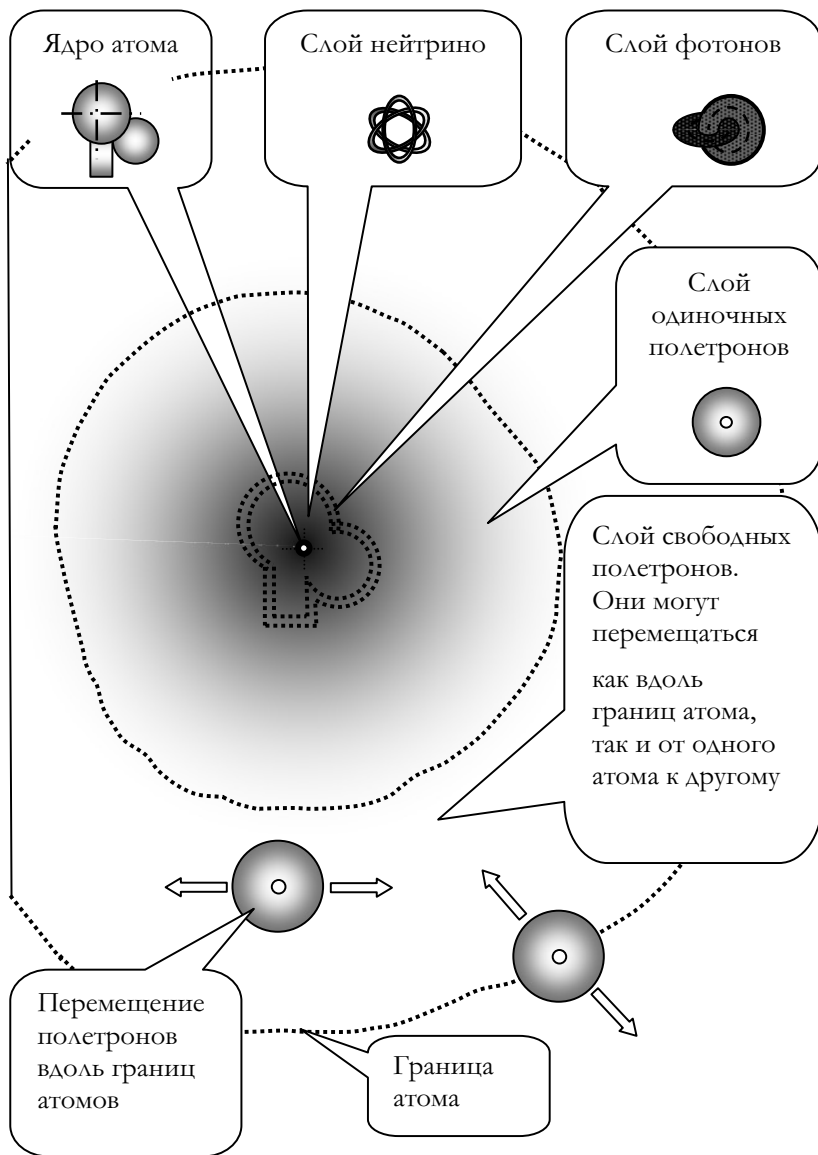 Ядро атома
Слой нейтрино
Слой фотонов
Слой
одиночных
полетронов
Слой свободных
полетронов.
Они могут
перемещаться
как вдоль
границ атома,
так и от одного
атома к другому
Перемещение
полетронов
вдоль границ
атомов
Граница
атома